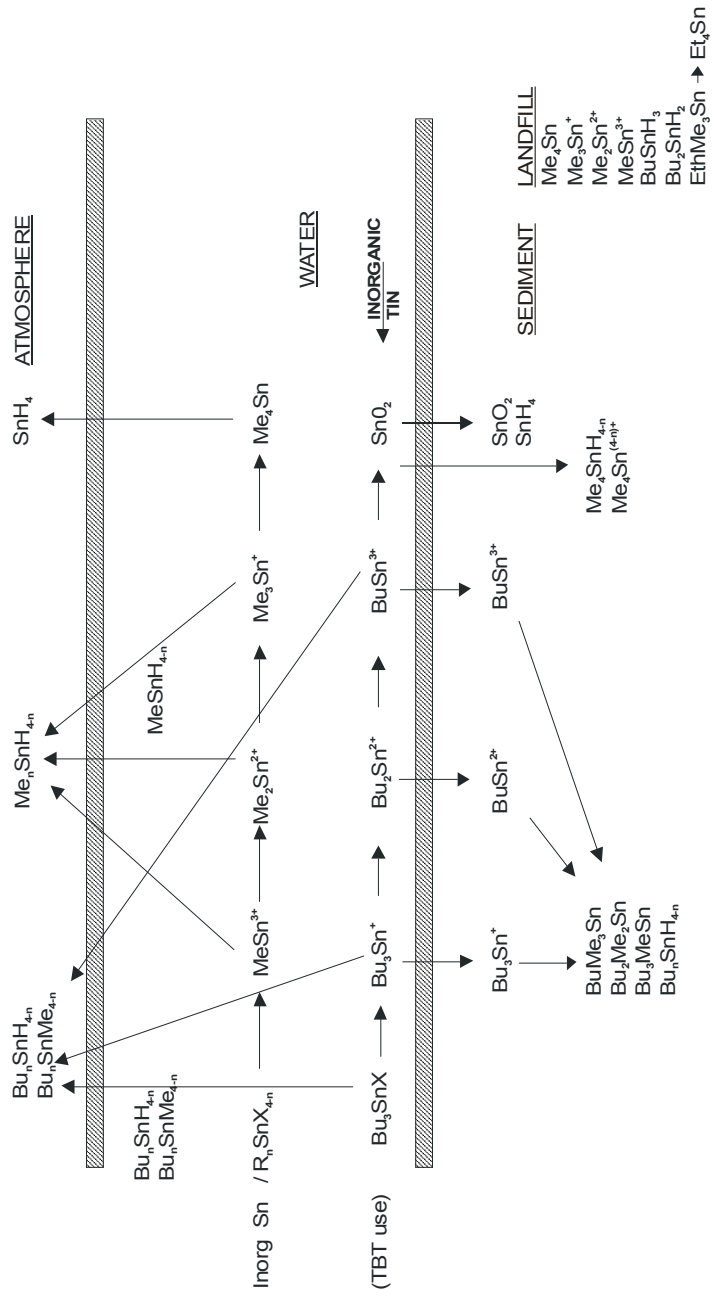 ATMOSPHERE
BuₙSnH₄₋ₙ
BuₙSnMe₄₋ₙ
MeₙSnH₄₋ₙ
SnH₄
BuₙSnH₄₋ₙ
BuₙSnMe₄₋ₙ
MeSnH₄₋ₙ
WATER
Inorg Sn / RₙSnX₄₋ₙ
MeSn³⁺
Me₂Sn²⁺
Me₃Sn⁺
Me₄Sn
(TBT use)
Bu₃SnX
Bu₃Sn⁺
Bu₂Sn²⁺
BuSn³⁺
SnO₂
INORGANIC
TIN
SEDIMENT
Bu₃Sn⁺
BuSn²⁺
BuSn³⁺
SnO₂
SnH₄
BuMe₃Sn
Bu₂Me₂Sn
Bu₃MeSn
BuₙSnH₄₋ₙ
Me₄SnH₄₋ₙ
Me₄Sn⁽⁴⁻ⁿ⁾⁺
LANDFILL
Me₄Sn
Me₃Sn⁺
Me₂Sn²⁺
MeSn³⁺
BuSnH₃
Bu₂SnH₂
EthMe₃Sn → Et₄Sn